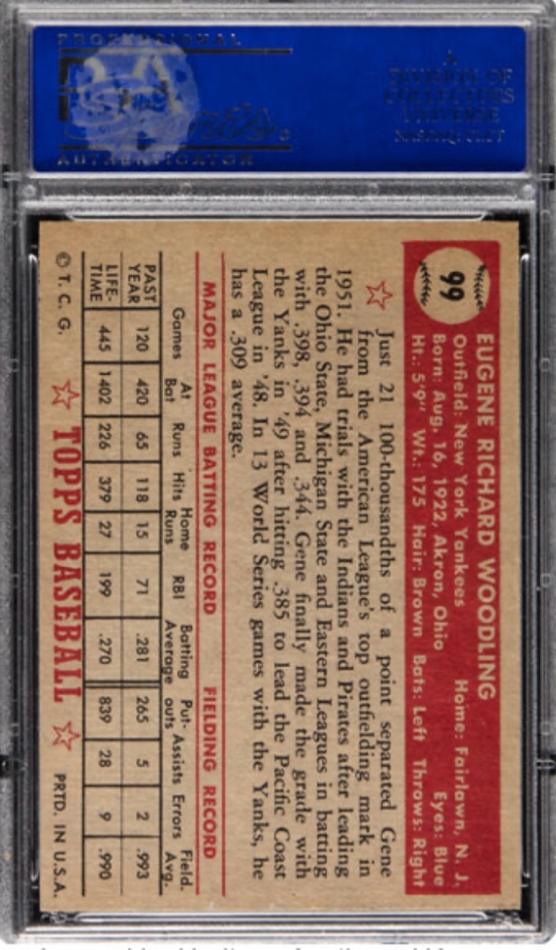 PROFESSIONAL
AUTHENTICATOR
A
DIVISION OF
COLLECTORS
UNIVERSE
NASDAQ: CLCT
99
EUGENE RICHARD WOODLING
Outfield: New York Yankees Home: Fairlawn, N. J.
Born: Aug. 16, 1922, Akron, Ohio Eyes: Blue
Ht.: 5'9" Wt.: 175 Hair: Brown Bats: Left Throws: Right
Just 21 100-thousandths of a point separated Gene
from the American League's top outfielding mark in
1951. He had trials with the Indians and Pirates after leading
the Ohio State, Michigan State and Eastern Leagues in batting
with .398, .394 and .344. Gene finally made the grade with
the Yanks in '49 after hitting .385 to lead the Pacific Coast
League in '48. In 13 World Series games with the Yanks, he
has a .309 average.
MAJOR LEAGUE BATTING RECORD FIELDING RECORD
Games At Bat Runs Hits Home Runs RBI Batting Average Put-outs Assists Errors Field. Avg.
PAST YEAR 120 420 65 118 15 71 .281 265 5 2 .993
LIFE-TIME 445 1402 226 379 27 199 .270 839 28 9 .990
© T. C. G. TOPPS BASEBALL PRTD. IN U.S.A.